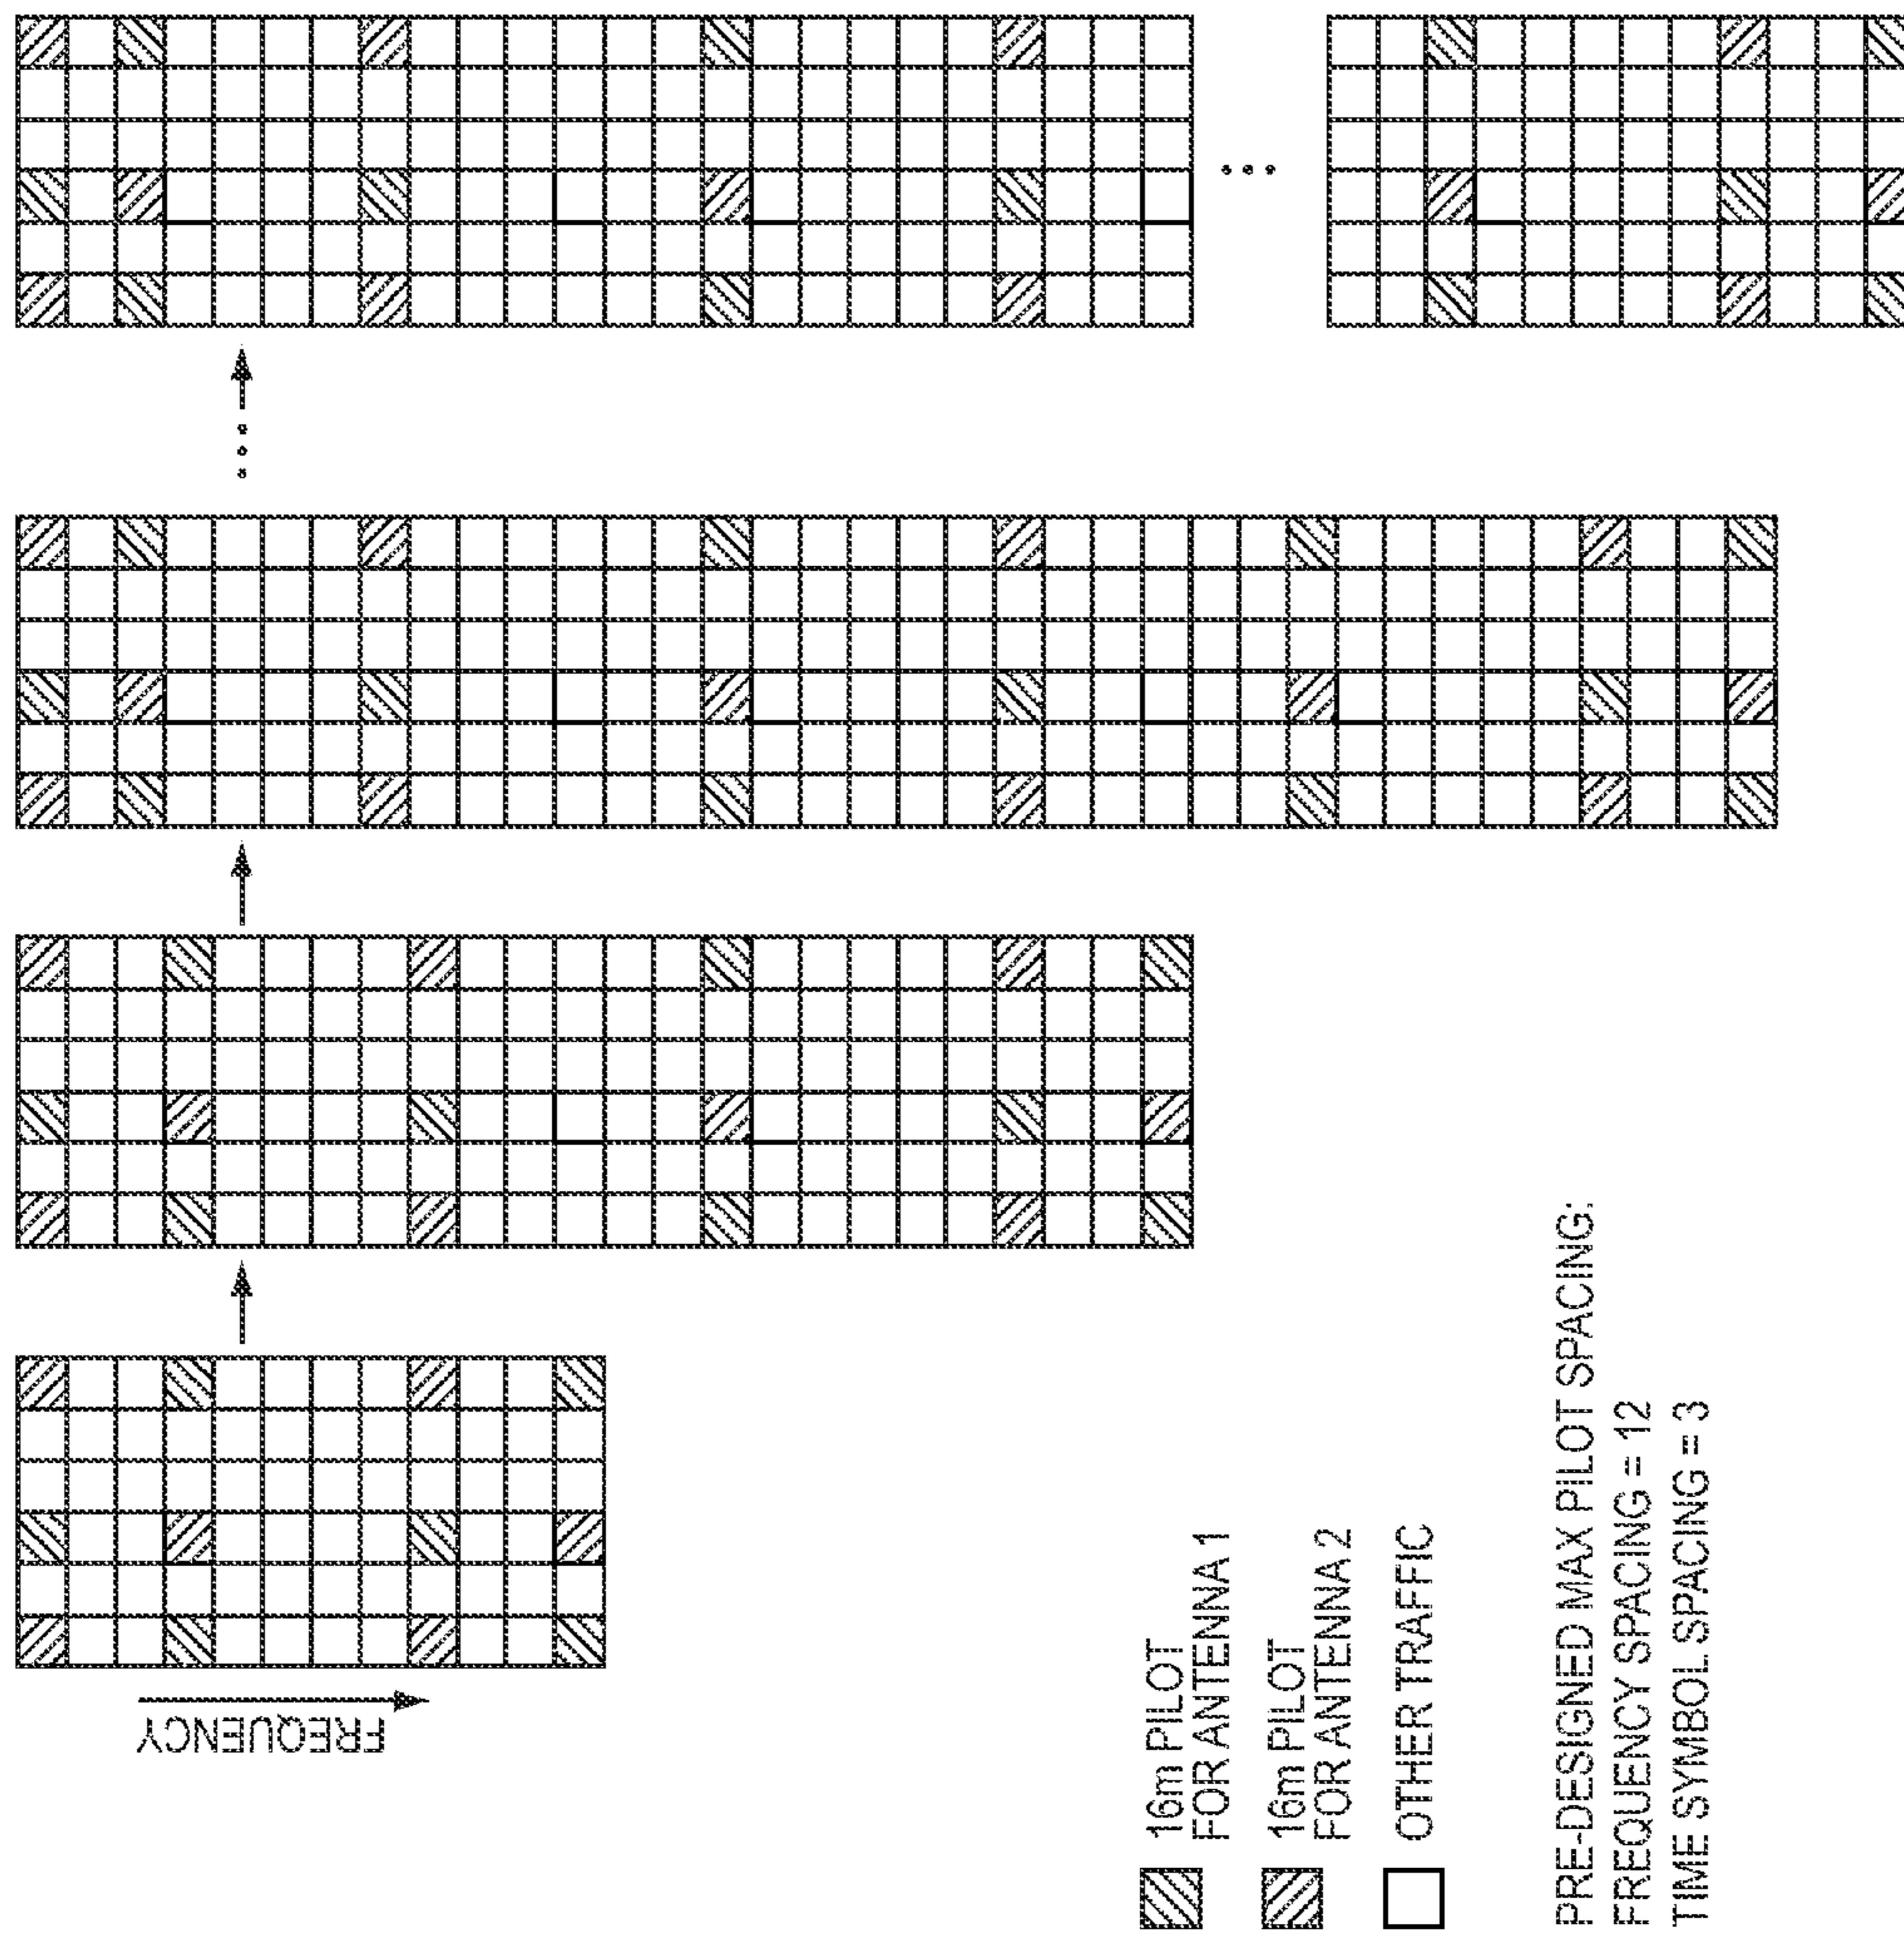 FREQUENCY
16m PILOT
FOR ANTENNA 1
16m PILOT
FOR ANTENNA 2
OTHER TRAFFIC
PRE-DESIGNED MAX PILOT SPACING:
FREQUENCY SPACING = 12
TIME SYMBOL SPACING = 3